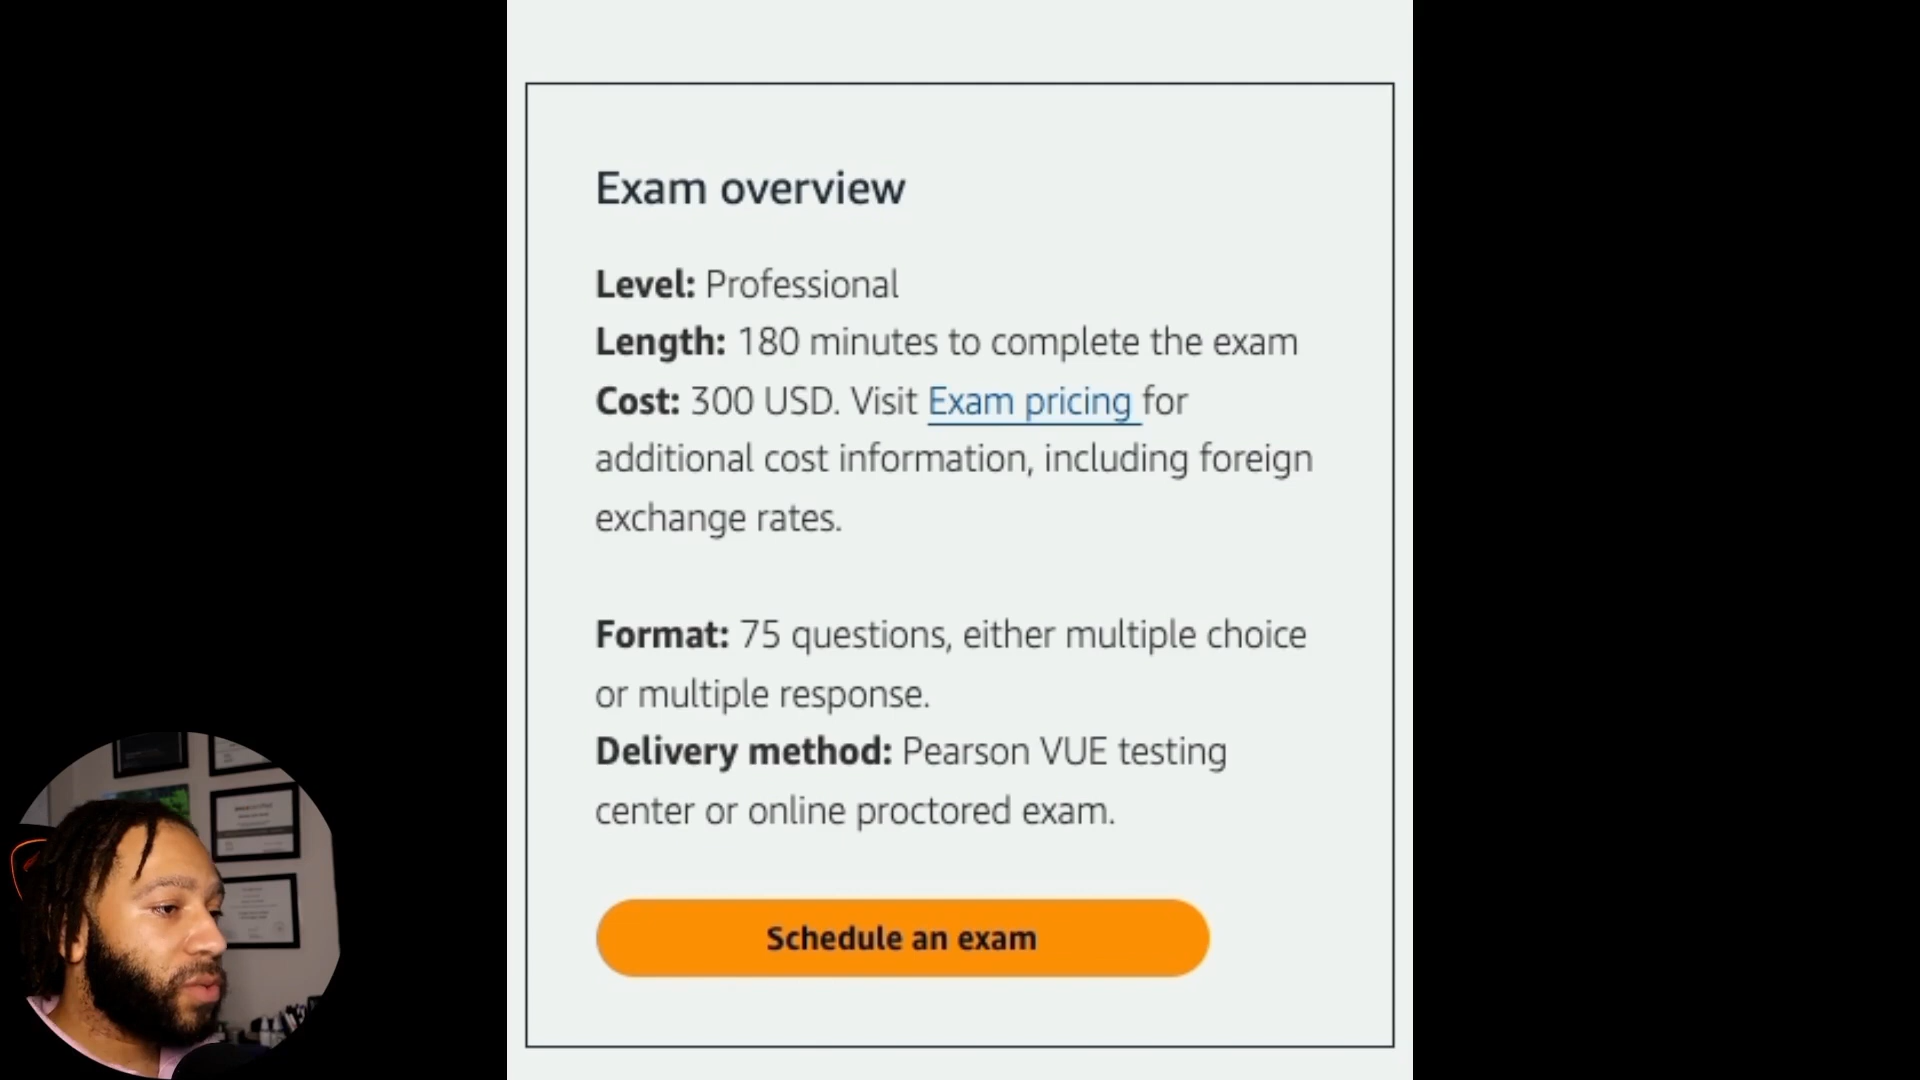 Exam overview
Level: Professional
Length: 180 minutes to complete the exam
Cost: 300 USD. Visit Exam pricing for
additional cost information, including foreign
exchange rates.
Format: 75 questions, either multiple choice
or multiple response.
Delivery method: Pearson VUE testing
center or online proctored exam.
Schedule an exam